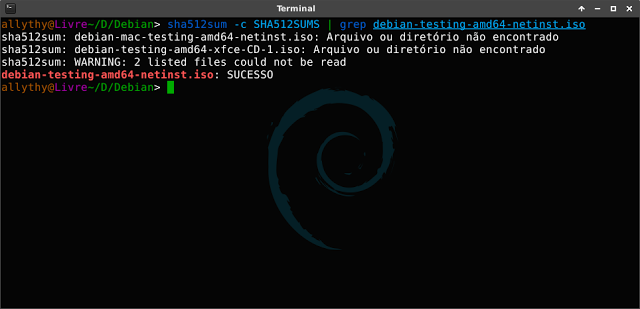 Terminal
allythy@Livre~/D/Debian> sha512sum -c SHA512SUMS | grep debian-testing-amd64-netinst.iso
sha512sum: debian-mac-testing-amd64-netinst.iso: Arquivo ou diretório não encontrado
sha512sum: debian-testing-amd64-xfce-CD-1.iso: Arquivo ou diretório não encontrado
sha512sum: WARNING: 2 listed files could not be read
debian-testing-amd64-netinst.iso: SUCESSO
allythy@Livre~/D/Debian>